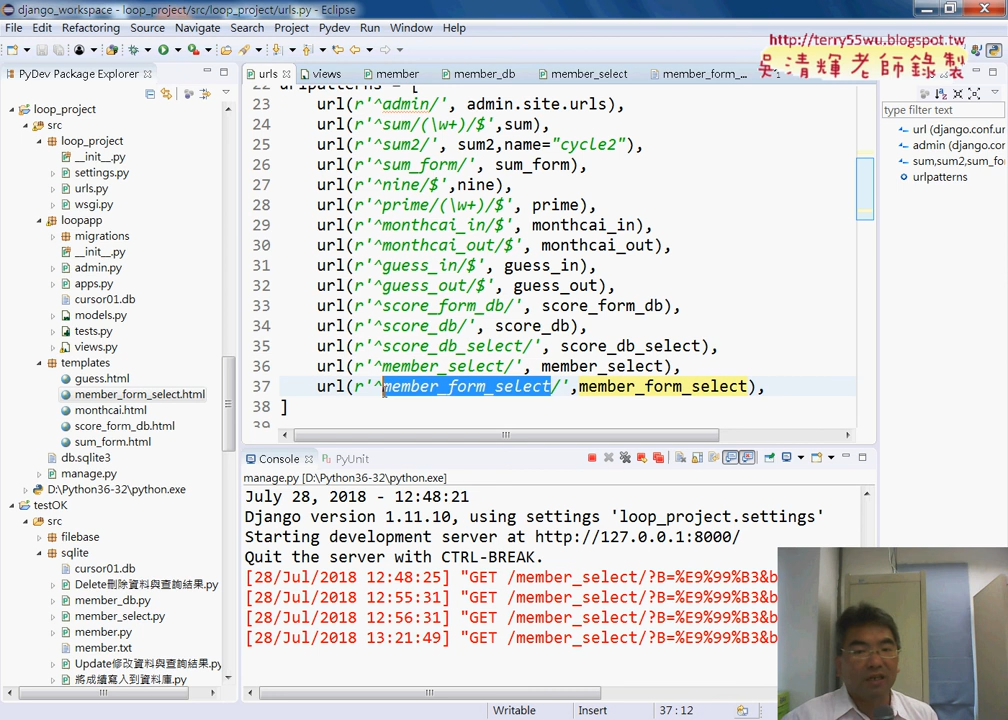 django_workspace - loop_project/src/loop_project/urls.py - Eclipse
File Edit Refactoring Source Navigate Search Project Pydev Run Window Help
http://terry55wu.blogspot.tw
吳清輝老師錄製
PyDev Package Explorer
urls views member member_db member_select member_form_...
loop_project
src
loop_project
__init__.py
settings.py
urls.py
wsgi.py
loopapp
migrations
__init__.py
admin.py
apps.py
cursor01.db
models.py
tests.py
views.py
templates
guess.html
member_form_select.html
monthcai.html
score_form_db.html
sum_form.html
db.sqlite3
manage.py
D:\Python36-32\python.exe
testOK
src
filebase
sqlite
cursor01.db
Delete刪除資料與查詢結果.py
member_db.py
member_select.py
member.py
member.txt
Update修改資料與查詢結果.py
將成績寫入到資料庫.py
22 urlpatterns = [
23 url(r'^admin/', admin.site.urls),
24 url(r'^sum/(\w+)/$',sum),
25 url(r'^sum2/', sum2,name="cycle2"),
26 url(r'^sum_form/', sum_form),
27 url(r'^nine/$',nine),
28 url(r'^prime/(\w+)/$', prime),
29 url(r'^monthcai_in/$', monthcai_in),
30 url(r'^monthcai_out/$', monthcai_out),
31 url(r'^guess_in/$', guess_in),
32 url(r'^guess_out/$', guess_out),
33 url(r'^score_form_db/', score_form_db),
34 url(r'^score_db/', score_db),
35 url(r'^score_db_select/', score_db_select),
36 url(r'^member_select/', member_select),
37 url(r'^member_form_select/',member_form_select),
38 ]
39
type filter text
url (django.conf.ur
admin (django.co
sum,sum2,sum_fo
urlpatterns
Console PyUnit
manage.py [D:\Python36-32\python.exe]
July 28, 2018 - 12:48:21
Django version 1.11.10, using settings 'loop_project.settings'
Starting development server at http://127.0.0.1:8000/
Quit the server with CTRL-BREAK.
[28/Jul/2018 12:48:25] "GET /member_select/?B=%E9%99%B3&b
[28/Jul/2018 12:55:31] "GET /member_select/?B=%E9%99%B3&b
[28/Jul/2018 12:56:31] "GET /member_select/?B=%E9%99%B3&b
[28/Jul/2018 13:21:49] "GET /member_select/?B=%E9%99%B3&b
Writable Insert 37:12